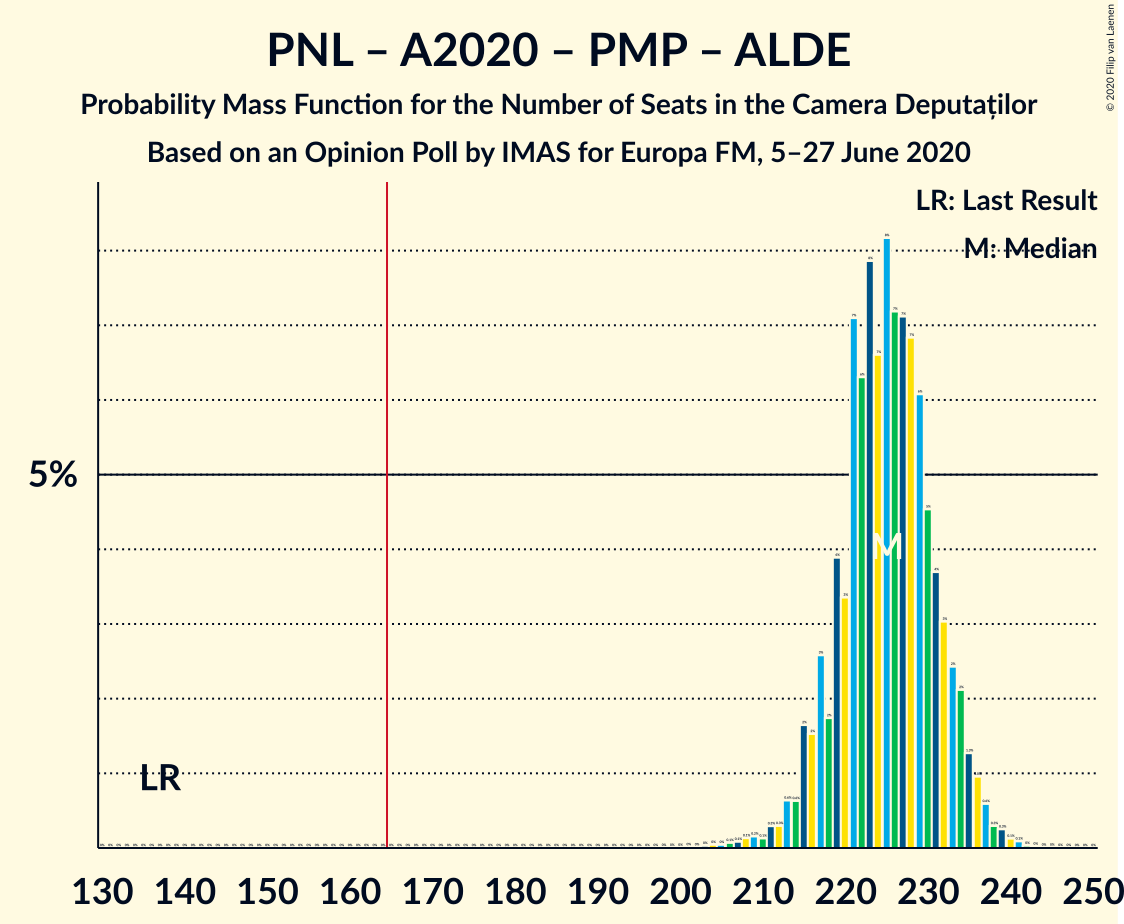 PNL – A2020 – PMP – ALDE
Probability Mass Function for the Number of Seats in the Camera Deputaților
Based on an Opinion Poll by IMAS for Europa FM, 5–27 June 2020
© 2020 Filip van Laenen
LR: Last Result
M: Median
5%
M
LR
130 140 150 160 170 180 190 200 210 220 230 240 250